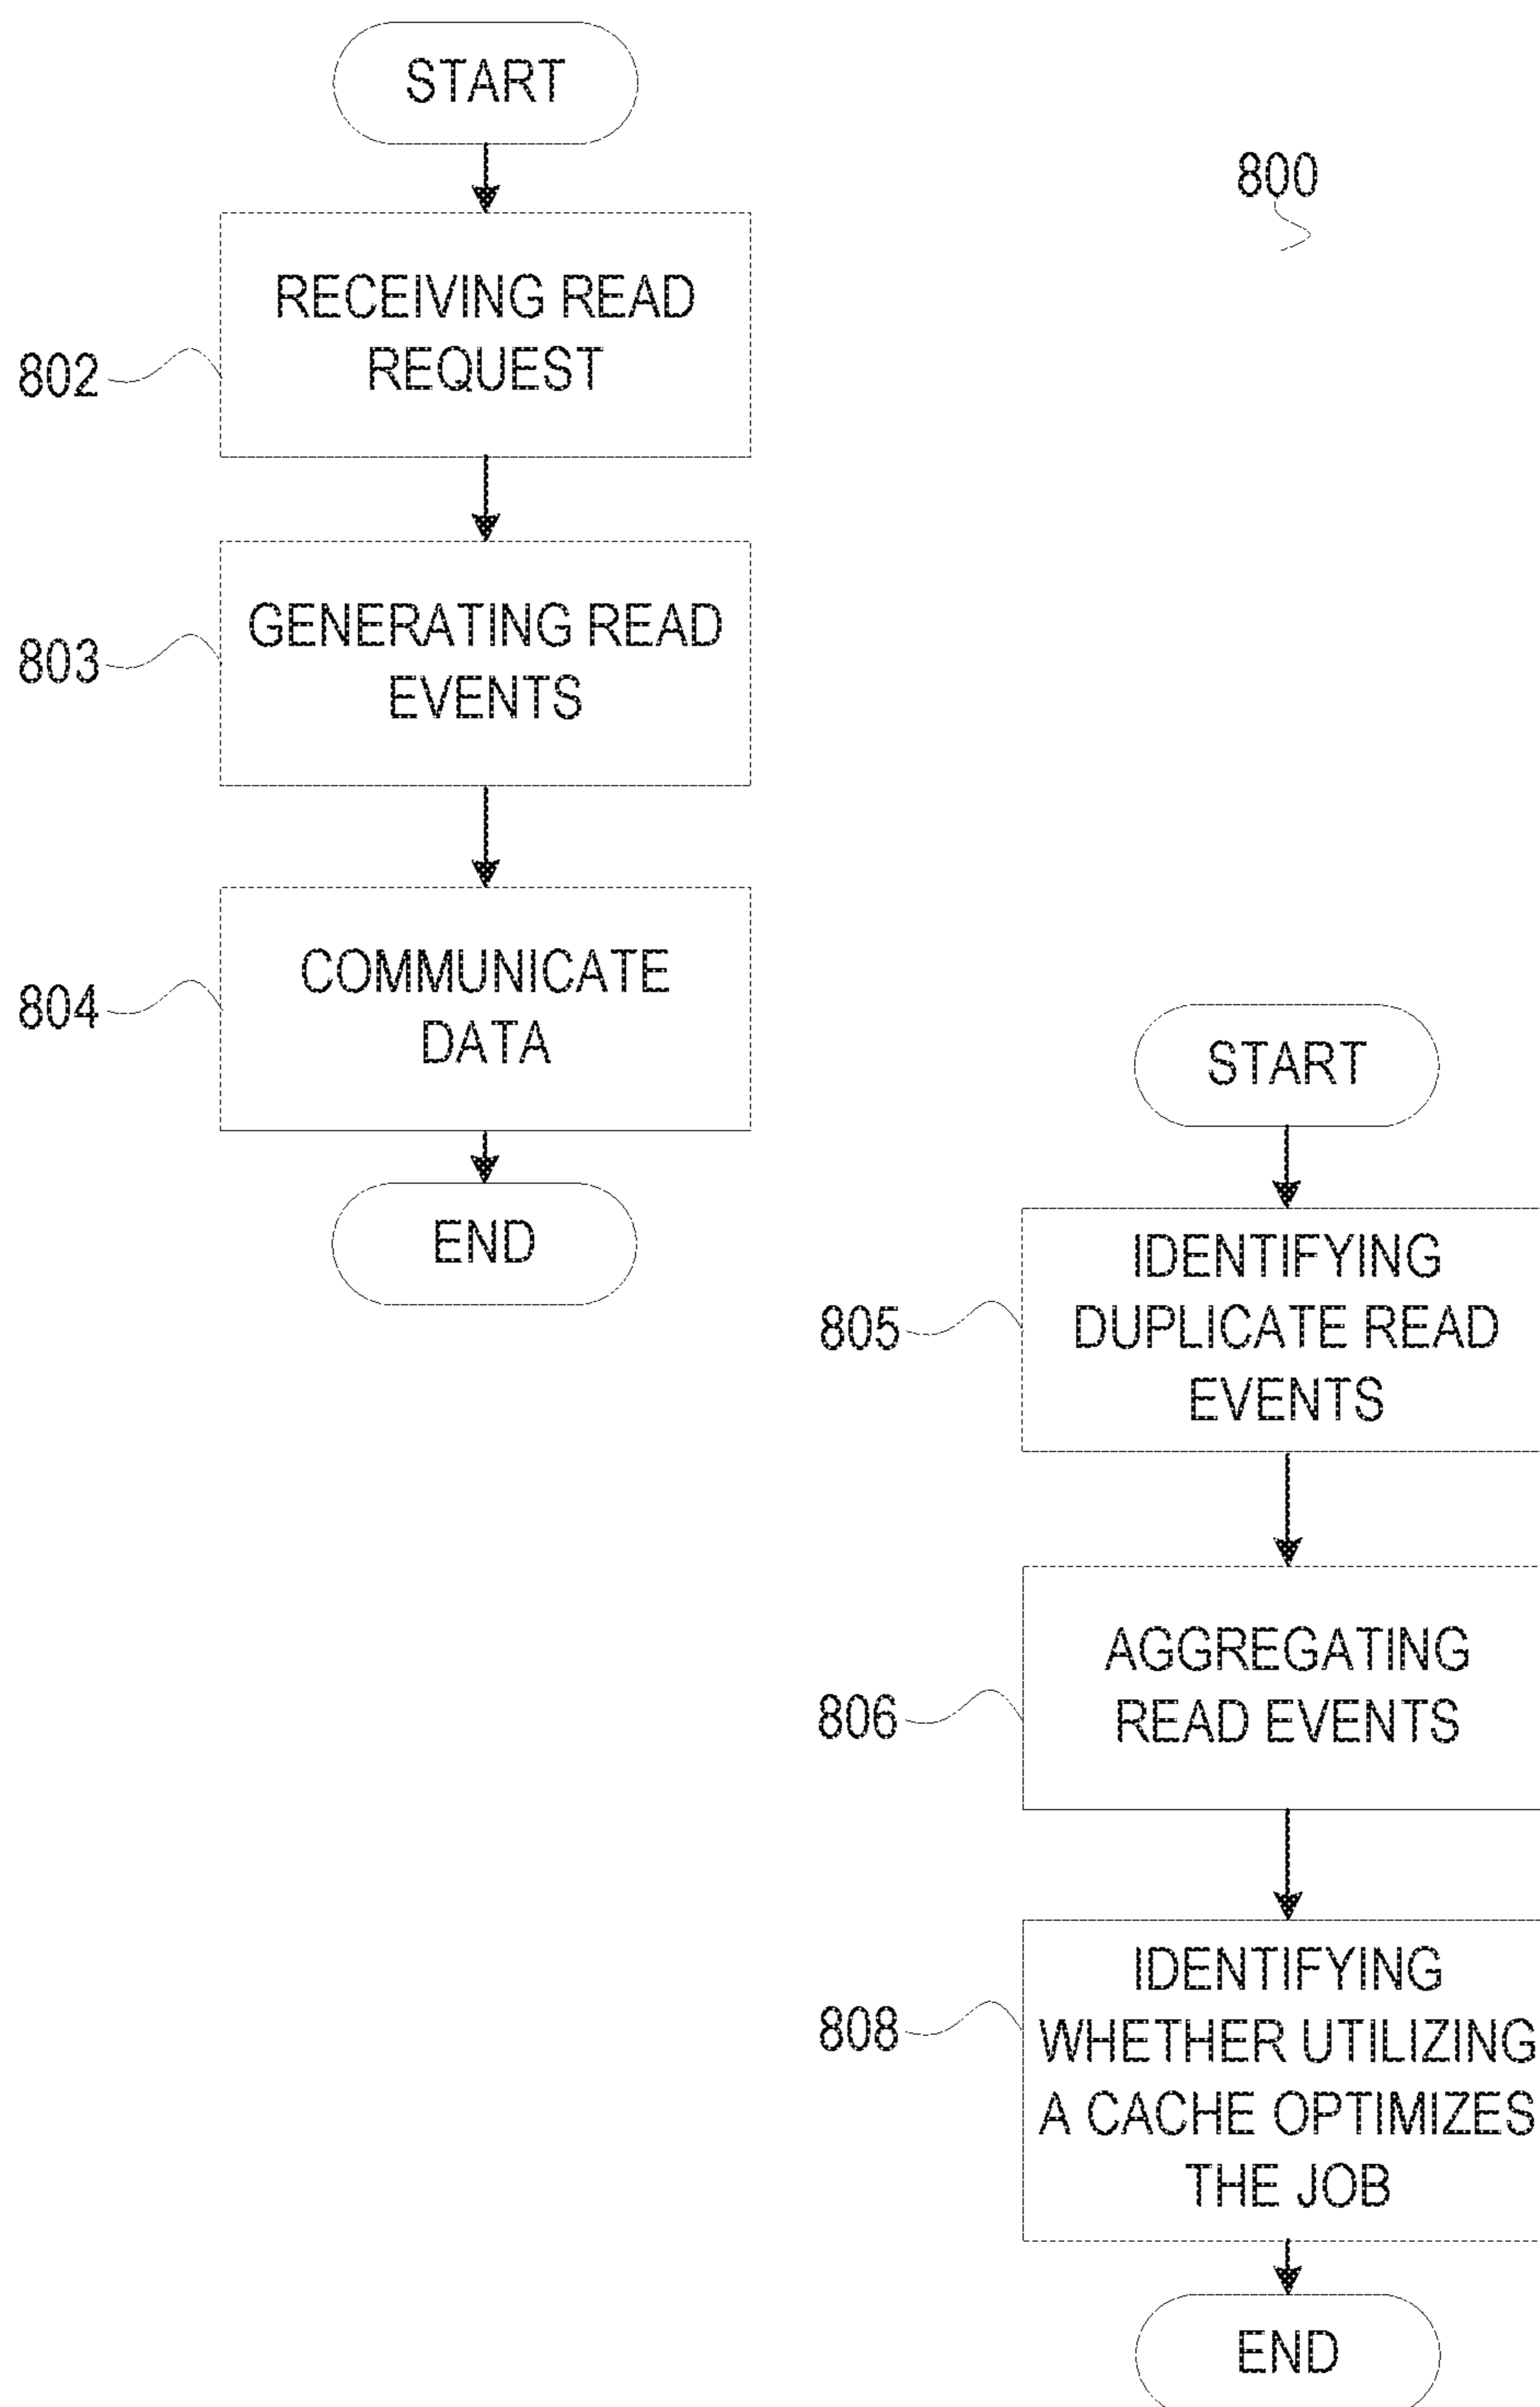 START
800
RECEIVING READ
REQUEST
802
GENERATING READ
EVENTS
803
COMMUNICATE
DATA
804
END
START
IDENTIFYING
DUPLICATE READ
EVENTS
805
AGGREGATING
READ EVENTS
806
IDENTIFYING
WHETHER UTILIZING
A CACHE OPTIMIZES
THE JOB
808
END